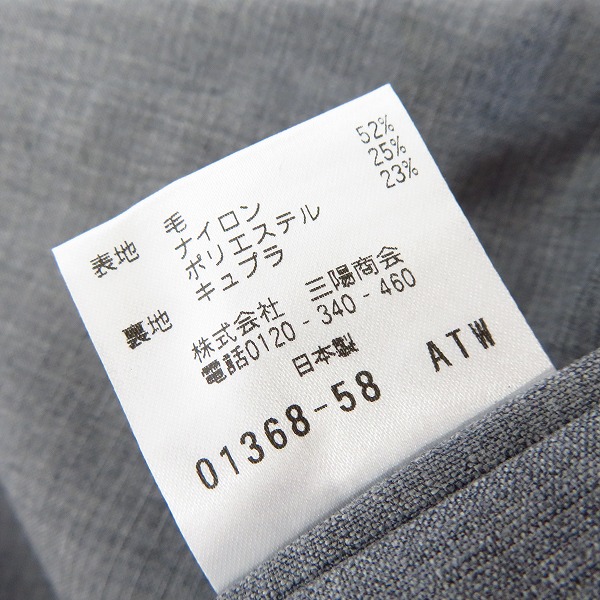 表地 毛 52%
ナイロン 25%
ポリエステル 23%
裏地 キュプラ
株式会社 三陽商会
電話0120-340-460
日本製
01368-58 ATW